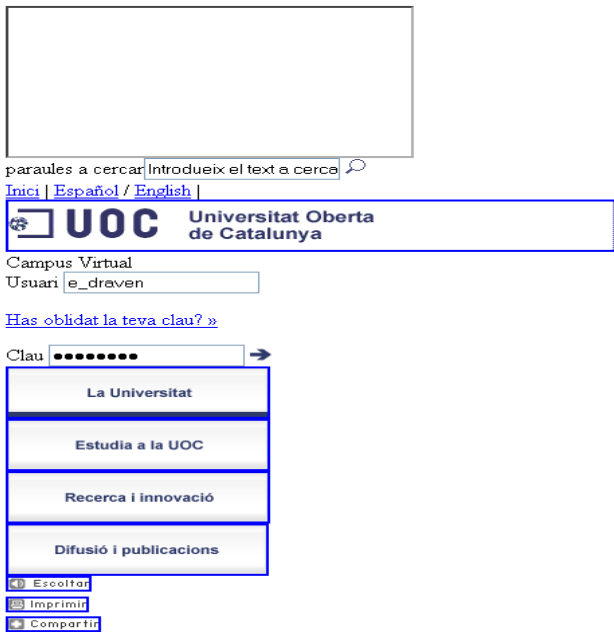 paraules a cercar Introdueix el text a cerca
Inici | Español / English |
UOC Universitat Oberta
de Catalunya
Campus Virtual
Usuari e_draven
Has oblidat la teva clau? »
Clau ●●●●●●●●
La Universitat
Estudia a la UOC
Recerca i innovació
Difusió i publicacions
Escoltar
Imprimir
Compartir